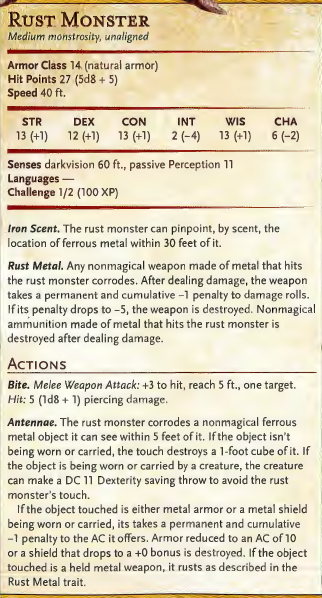 RUST MONSTER
Medium monstrosity, unaligned
Armor Class 14 (natural armor)
Hit Points 27 (5d8 + 5)
Speed 40 ft.
STR DEX CON INT WIS CHA
13 (+1) 12 (+1) 13 (+1) 2 (−4) 13 (+1) 6 (−2)
Senses darkvision 60 ft., passive Perception 11
Languages —
Challenge 1/2 (100 XP)
Iron Scent. The rust monster can pinpoint, by scent, the
location of ferrous metal within 30 feet of it.
Rust Metal. Any nonmagical weapon made of metal that hits
the rust monster corrodes. After dealing damage, the weapon
takes a permanent and cumulative −1 penalty to damage rolls.
If its penalty drops to −5, the weapon is destroyed. Nonmagical
ammunition made of metal that hits the rust monster is
destroyed after dealing damage.
ACTIONS
Bite. Melee Weapon Attack: +3 to hit, reach 5 ft., one target.
Hit: 5 (1d8 + 1) piercing damage.
Antennae. The rust monster corrodes a nonmagical ferrous
metal object it can see within 5 feet of it. If the object isn't
being worn or carried, the touch destroys a 1-foot cube of it. If
the object is being worn or carried by a creature, the creature
can make a DC 11 Dexterity saving throw to avoid the rust
monster's touch.
If the object touched is either metal armor or a metal shield
being worn or carried, its takes a permanent and cumulative
−1 penalty to the AC it offers. Armor reduced to an AC of 10
or a shield that drops to a +0 bonus is destroyed. If the object
touched is a held metal weapon, it rusts as described in the
Rust Metal trait.